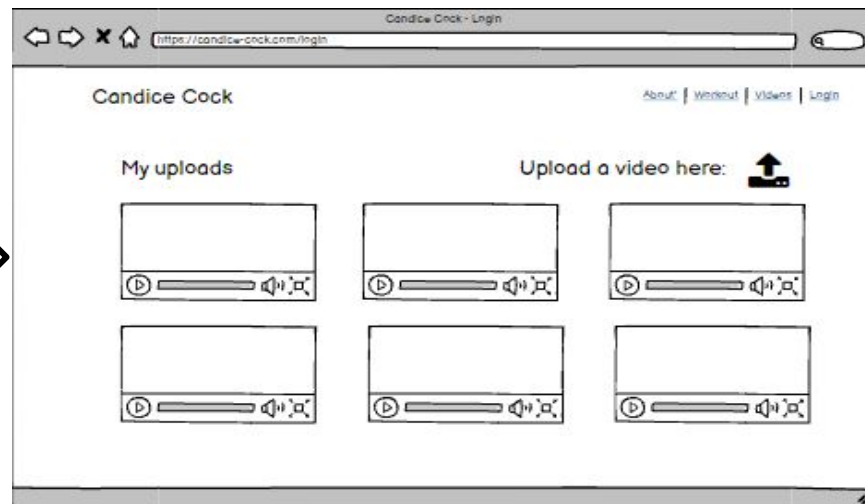 Candice Cock - Login
https://candice-cock.com/login
Candice Cock
About | Workout | Videos | Login
My uploads
Upload a video here: